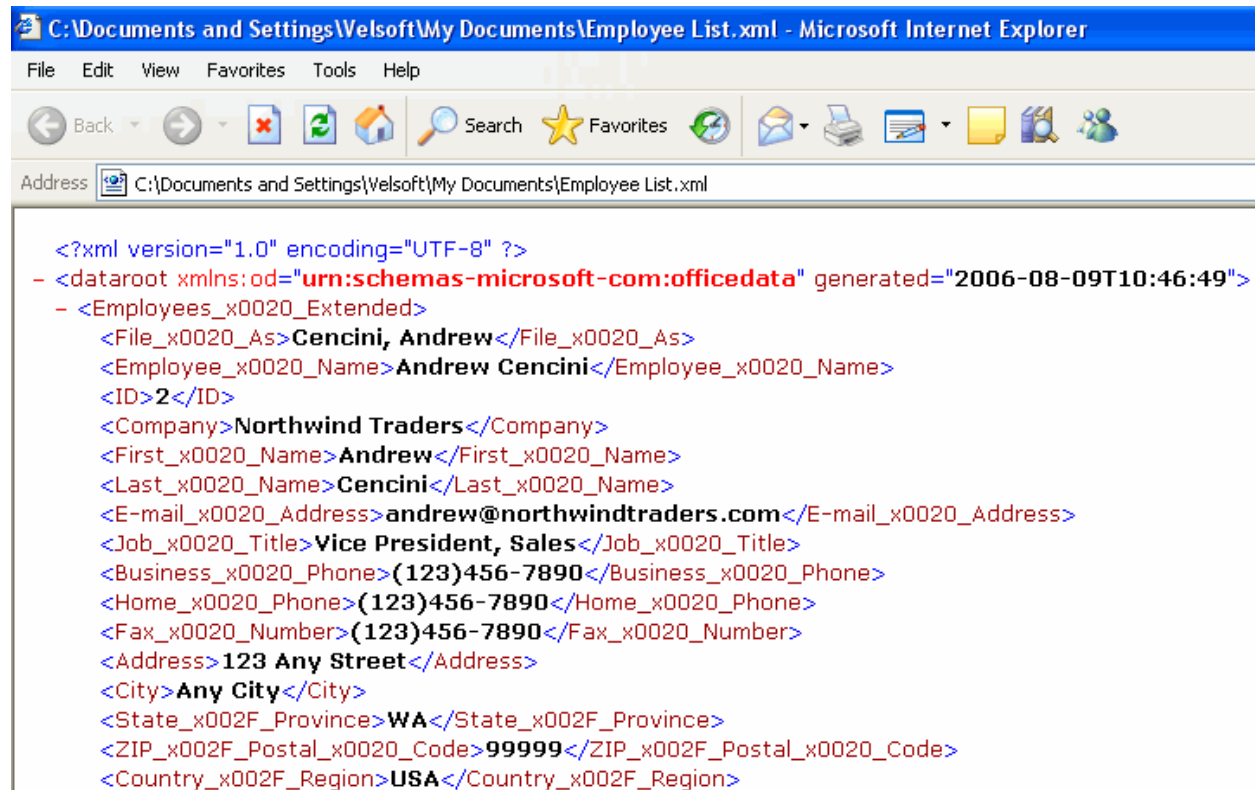 C:\Documents and Settings\Velsoft\My Documents\Employee List.xml - Microsoft Internet Explorer
File Edit View Favorites Tools Help
Back Search Favorites
Address C:\Documents and Settings\Velsoft\My Documents\Employee List.xml
<?xml version="1.0" encoding="UTF-8" ?>
- <dataroot xmlns:od="urn:schemas-microsoft-com:officedata" generated="2006-08-09T10:46:49">
- <Employees_x0020_Extended>
<File_x0020_As>Cencini, Andrew</File_x0020_As>
<Employee_x0020_Name>Andrew Cencini</Employee_x0020_Name>
<ID>2</ID>
<Company>Northwind Traders</Company>
<First_x0020_Name>Andrew</First_x0020_Name>
<Last_x0020_Name>Cencini</Last_x0020_Name>
<E-mail_x0020_Address>andrew@northwindtraders.com</E-mail_x0020_Address>
<Job_x0020_Title>Vice President, Sales</Job_x0020_Title>
<Business_x0020_Phone>(123)456-7890</Business_x0020_Phone>
<Home_x0020_Phone>(123)456-7890</Home_x0020_Phone>
<Fax_x0020_Number>(123)456-7890</Fax_x0020_Number>
<Address>123 Any Street</Address>
<City>Any City</City>
<State_x002F_Province>WA</State_x002F_Province>
<ZIP_x002F_Postal_x0020_Code>99999</ZIP_x002F_Postal_x0020_Code>
<Country_x002F_Region>USA</Country_x002F_Region>